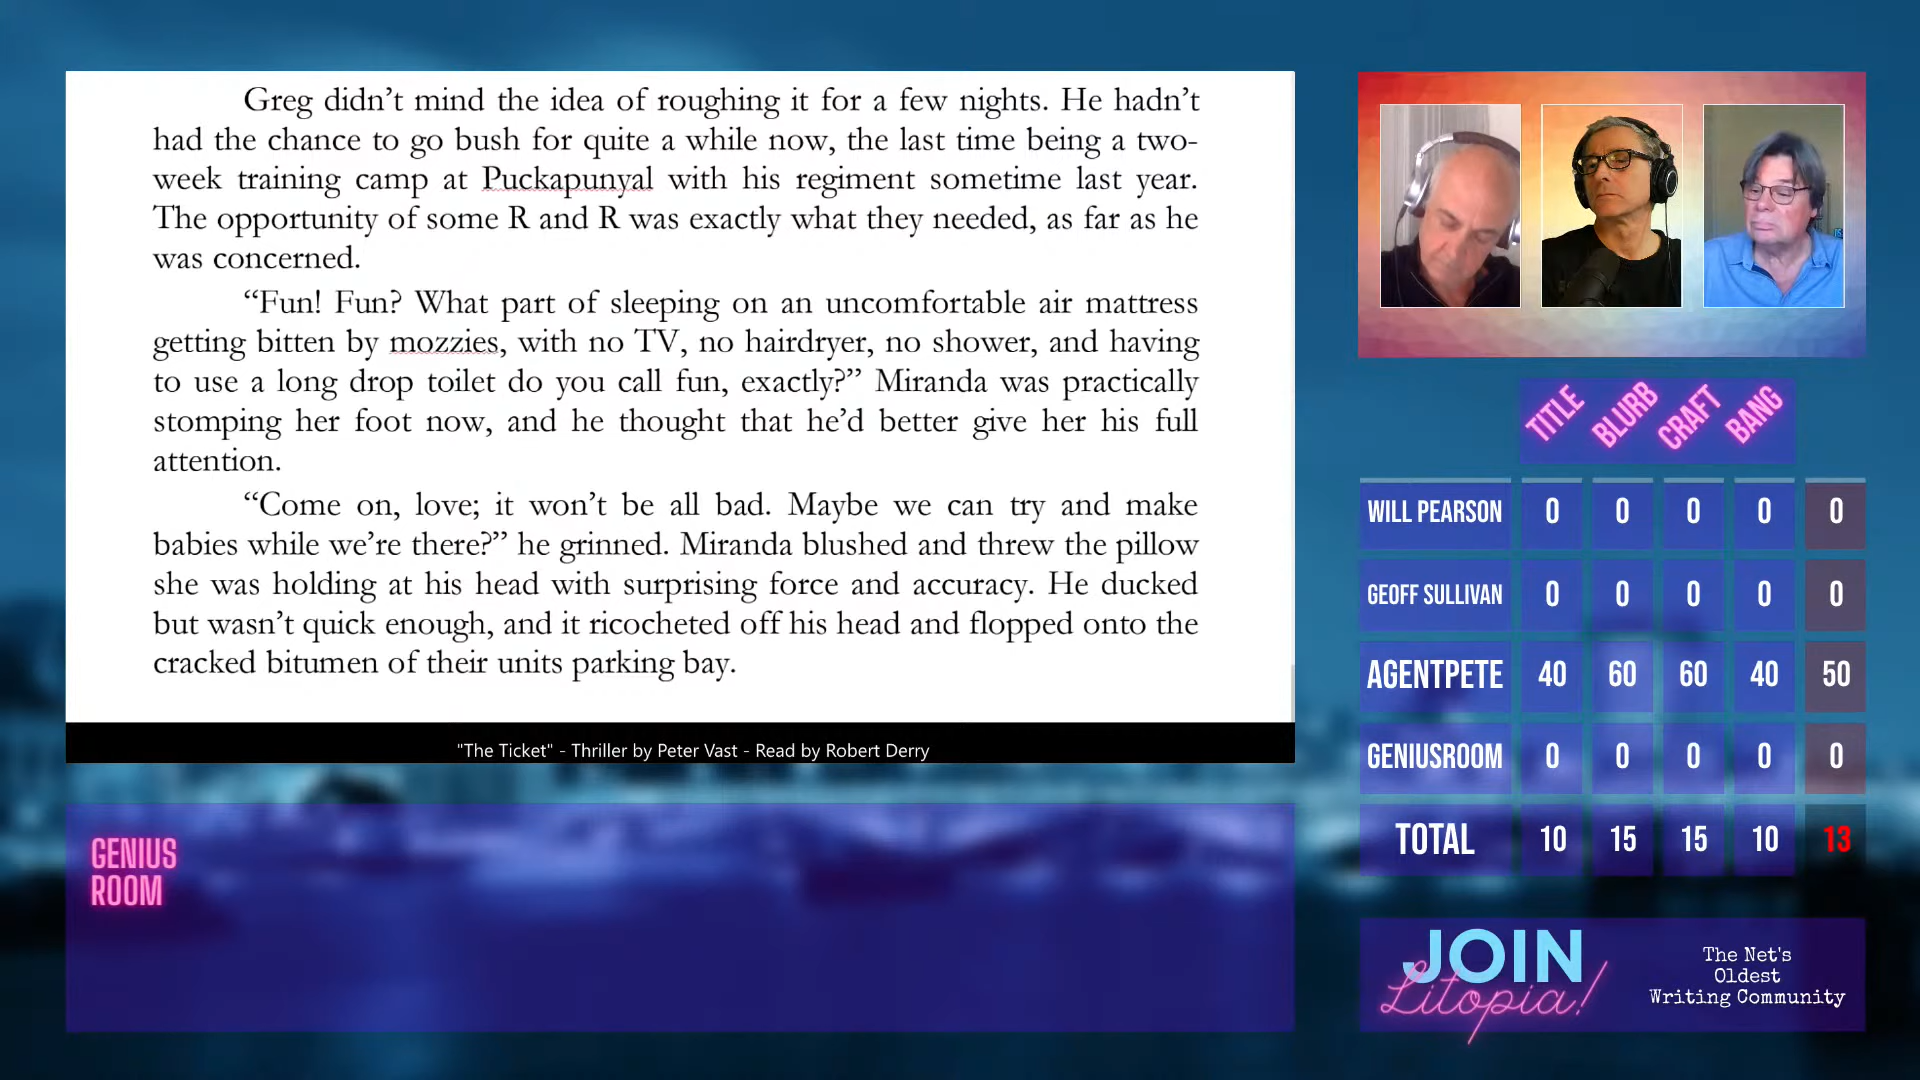 Greg didn’t mind the idea of roughing it for a few nights. He hadn’t
had the chance to go bush for quite a while now, the last time being a two-
week training camp at Puckapunyal with his regiment sometime last year.
The opportunity of some R and R was exactly what they needed, as far as he
was concerned.
“Fun! Fun? What part of sleeping on an uncomfortable air mattress
getting bitten by mozzies, with no TV, no hairdryer, no shower, and having
to use a long drop toilet do you call fun, exactly?” Miranda was practically
stomping her foot now, and he thought that he’d better give her his full
attention.
“Come on, love; it won’t be all bad. Maybe we can try and make
babies while we’re there?” he grinned. Miranda blushed and threw the pillow
she was holding at his head with surprising force and accuracy. He ducked
but wasn’t quick enough, and it ricocheted off his head and flopped onto the
cracked bitumen of their units parking bay.
"The Ticket" - Thriller by Peter Vast - Read by Robert Derry
GENIUS
ROOM
TITLE BLURB CRAFT BANG
WILL PEARSON 0 0 0 0 0
GEOFF SULLIVAN 0 0 0 0 0
AGENTPETE 40 60 60 40 50
GENIUSROOM 0 0 0 0 0
TOTAL 10 15 15 10 13
JOIN
Litopia!
The Net's
Oldest
Writing Community